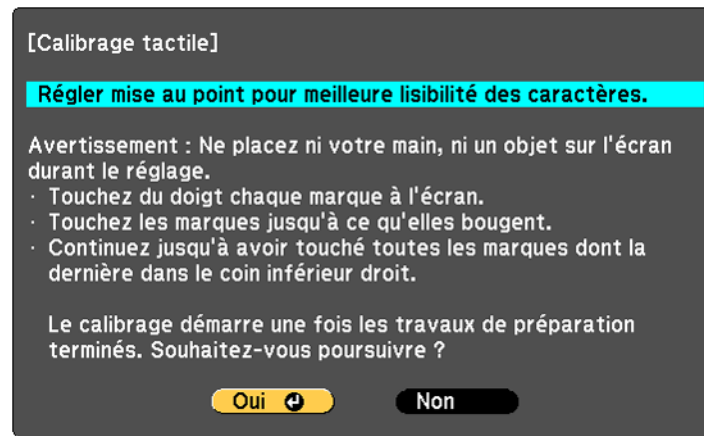 [Calibrage tactile]
Régler mise au point pour meilleure lisibilité des caractères.
Avertissement : Ne placez ni votre main, ni un objet sur l'écran
durant le réglage.
· Touchez du doigt chaque marque à l'écran.
· Touchez les marques jusqu'à ce qu'elles bougent.
· Continuez jusqu'à avoir touché toutes les marques dont la
dernière dans le coin inférieur droit.
Le calibrage démarre une fois les travaux de préparation
terminés. Souhaitez-vous poursuivre ?
Oui Non